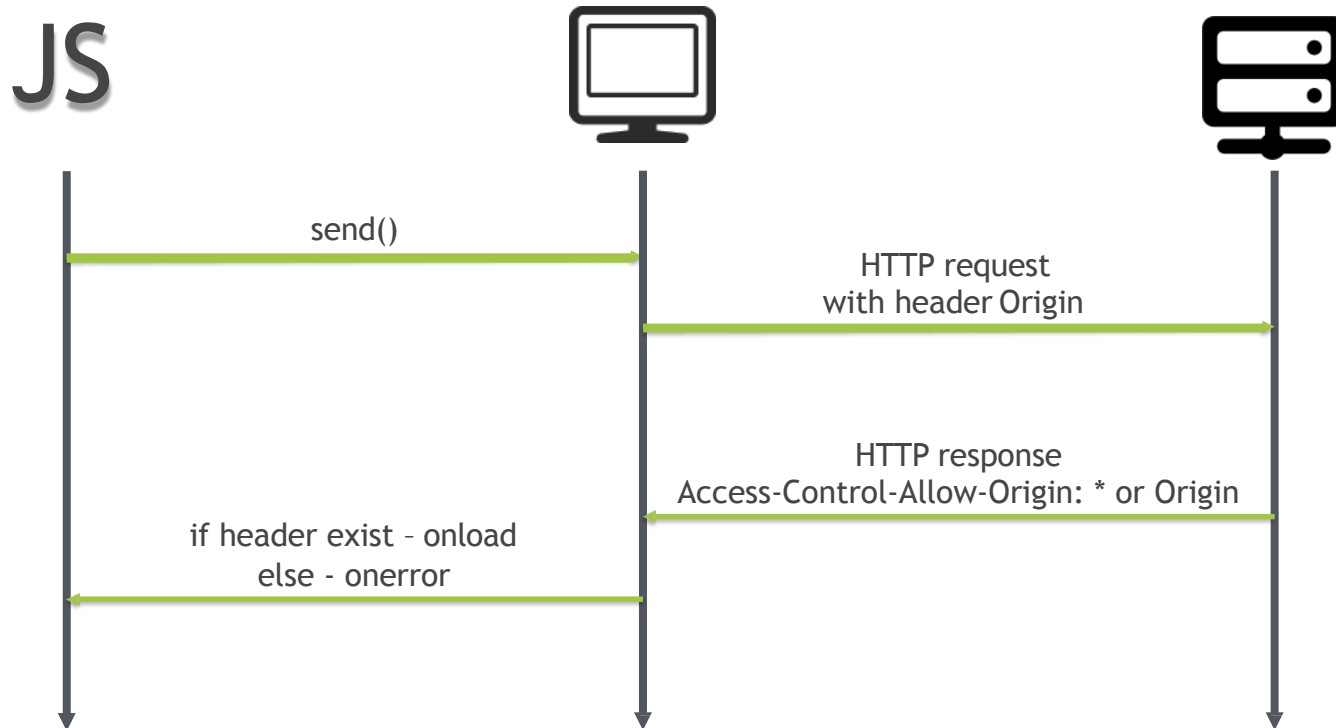 JS
send()
HTTP request
with header Origin
HTTP response
Access-Control-Allow-Origin: * or Origin
if header exist – onload
else - onerror